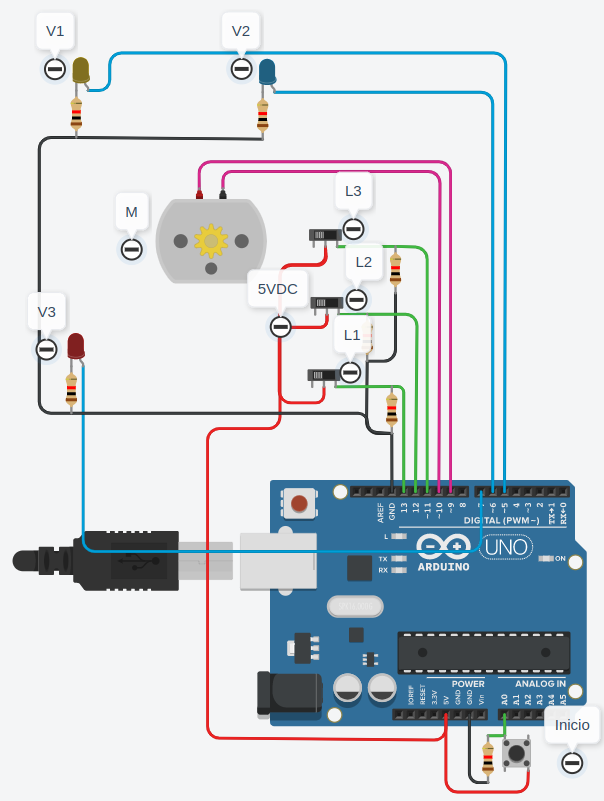 V1
V2
L3
M
L2
5VDC
V3
L1
AREF
GND
13
12
~11
~10
~9
8
7
~6
~5
4
~3
2
TX→1
RX←0
DIGITAL (PWM~)
L
TX
RX
UNO
ON
ARDUINO
POWER
ANALOG IN
IOREF
RESET
3.3V
5V
GND
GND
Vin
A0
A1
A2
A3
A4
A5
Inicio